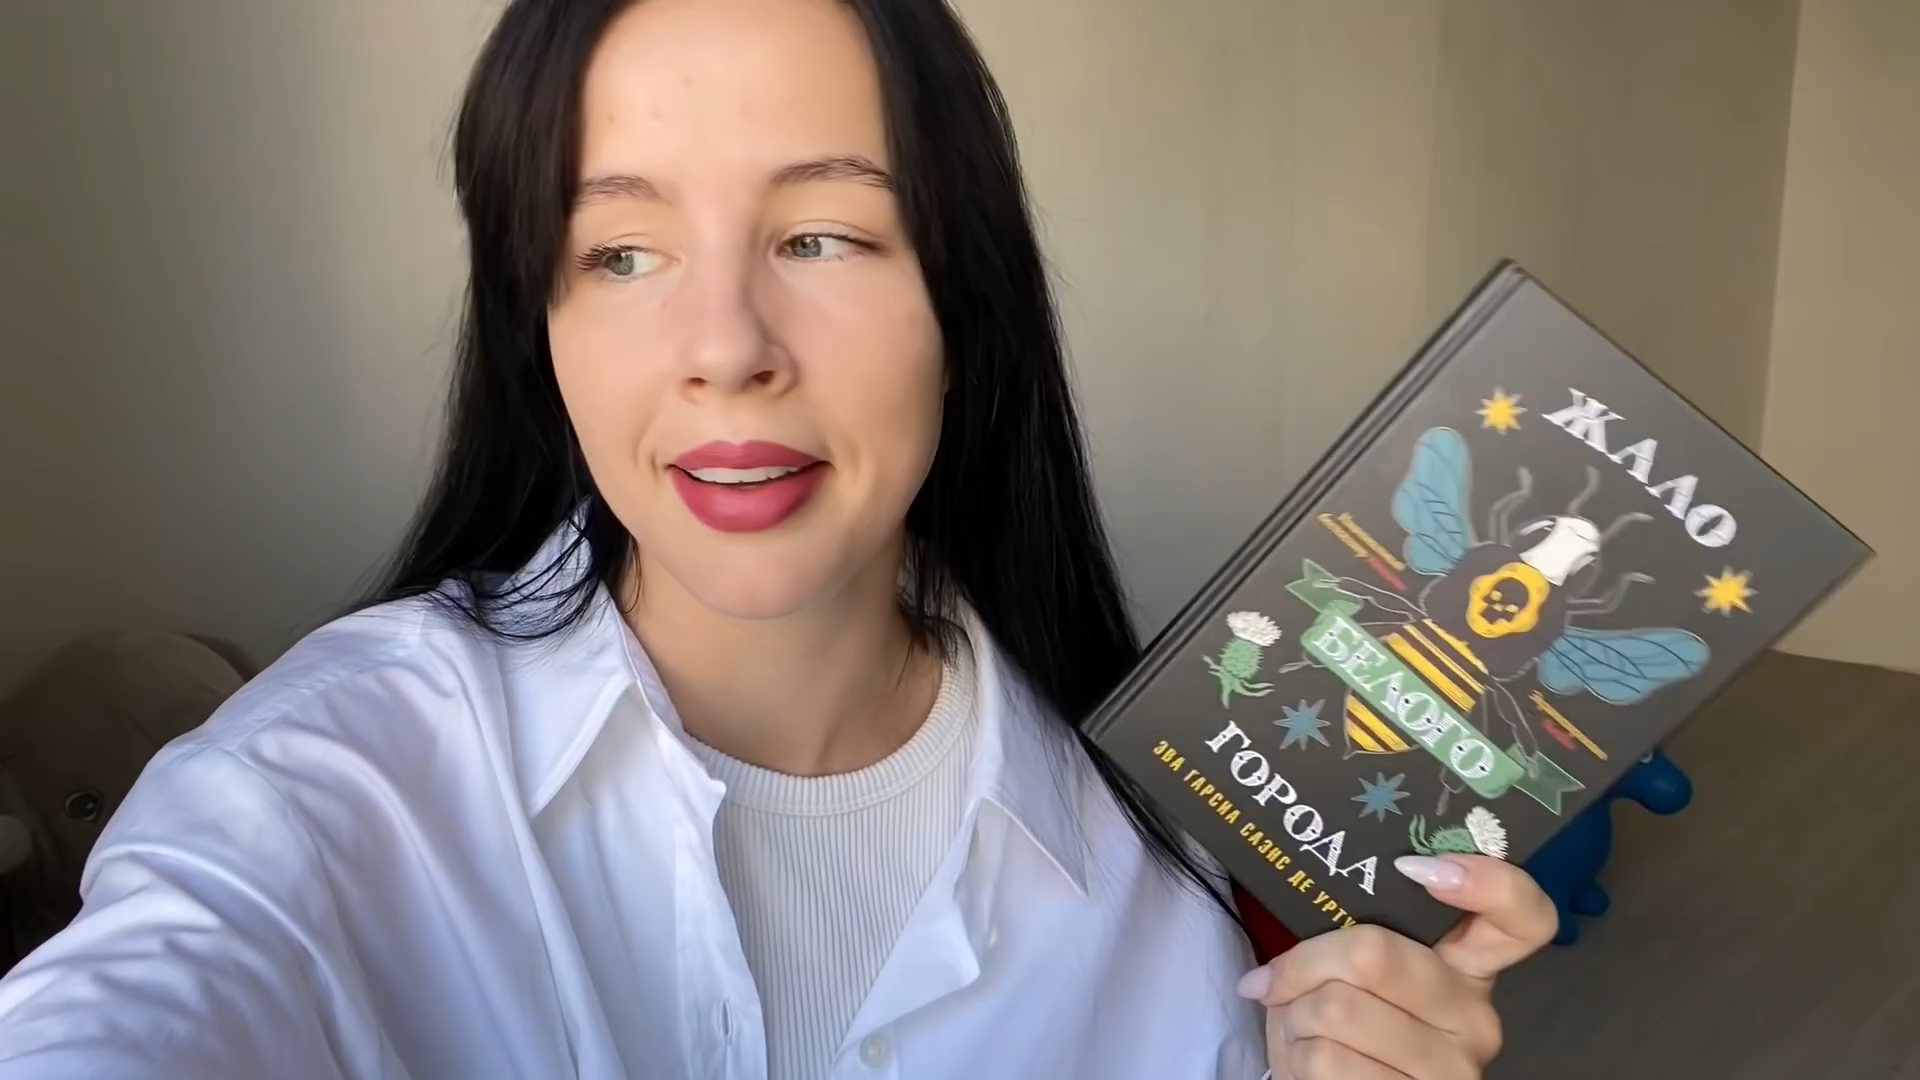 ЖАЛО
БЕЛОГО
ГОРОДА
ЭВА ГАРСИА САЭНС ДЕ УРТУ